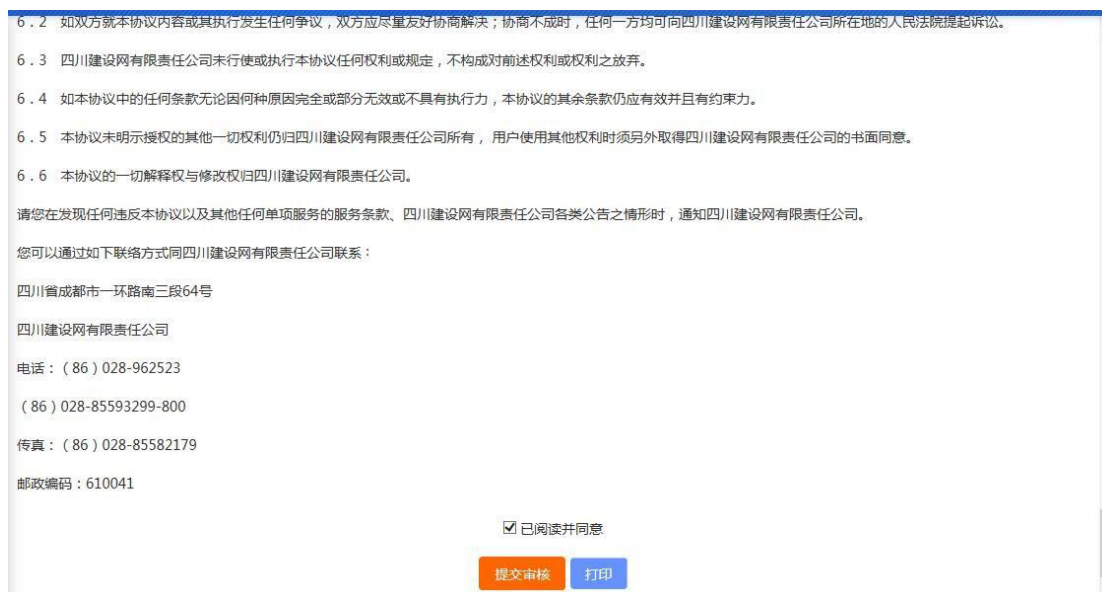 6.2 如双方就本协议内容或其执行发生任何争议，双方应尽量友好协商解决；协商不成时，任何一方均可向四川建设网有限责任公司所在地的人民法院提起诉讼。
6.3 四川建设网有限责任公司未行使或执行本协议任何权利或规定，不构成对前述权利或权利之放弃。
6.4 如本协议中的任何条款无论因何种原因完全或部分无效或不具有执行力，本协议的其余条款仍应有效并且有约束力。
6.5 本协议未明示授权的其他一切权利仍归四川建设网有限责任公司所有，用户使用其他权利时须另外取得四川建设网有限责任公司的书面同意。
6.6 本协议的一切解释权与修改权归四川建设网有限责任公司。
请您在发现任何违反本协议以及其他任何单项服务的服务条款、四川建设网有限责任公司各类公告之情形时，通知四川建设网有限责任公司。
您可以通过如下联络方式同四川建设网有限责任公司联系：
四川省成都市一环路南三段64号
四川建设网有限责任公司
电话：（86）028-962523
（86）028-85593299-800
传真：（86）028-85582179
邮政编码：610041
已阅读并同意
提交审核 打印